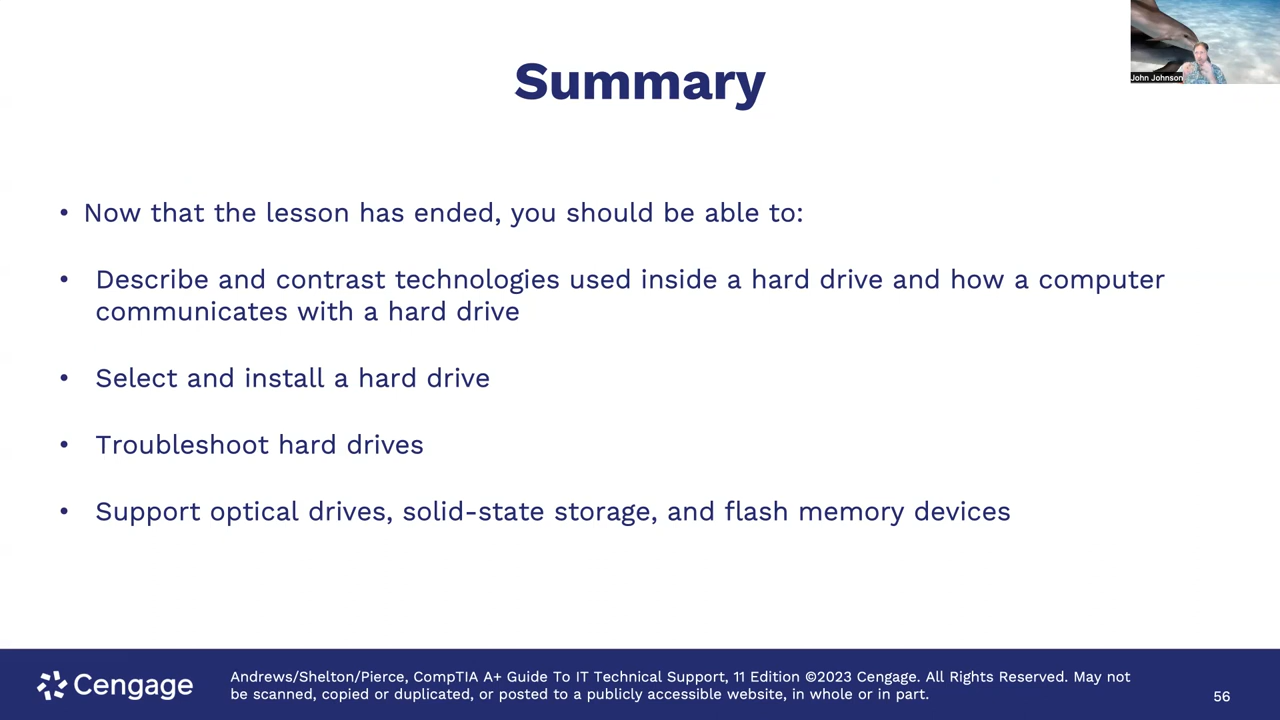 John Johnson
Summary
• Now that the lesson has ended, you should be able to:
• Describe and contrast technologies used inside a hard drive and how a computer
communicates with a hard drive
• Select and install a hard drive
• Troubleshoot hard drives
• Support optical drives, solid-state storage, and flash memory devices
Cengage
Andrews/Shelton/Pierce, CompTIA A+ Guide To IT Technical Support, 11 Edition ©2023 Cengage. All Rights Reserved. May not
be scanned, copied or duplicated, or posted to a publicly accessible website, in whole or in part.
56